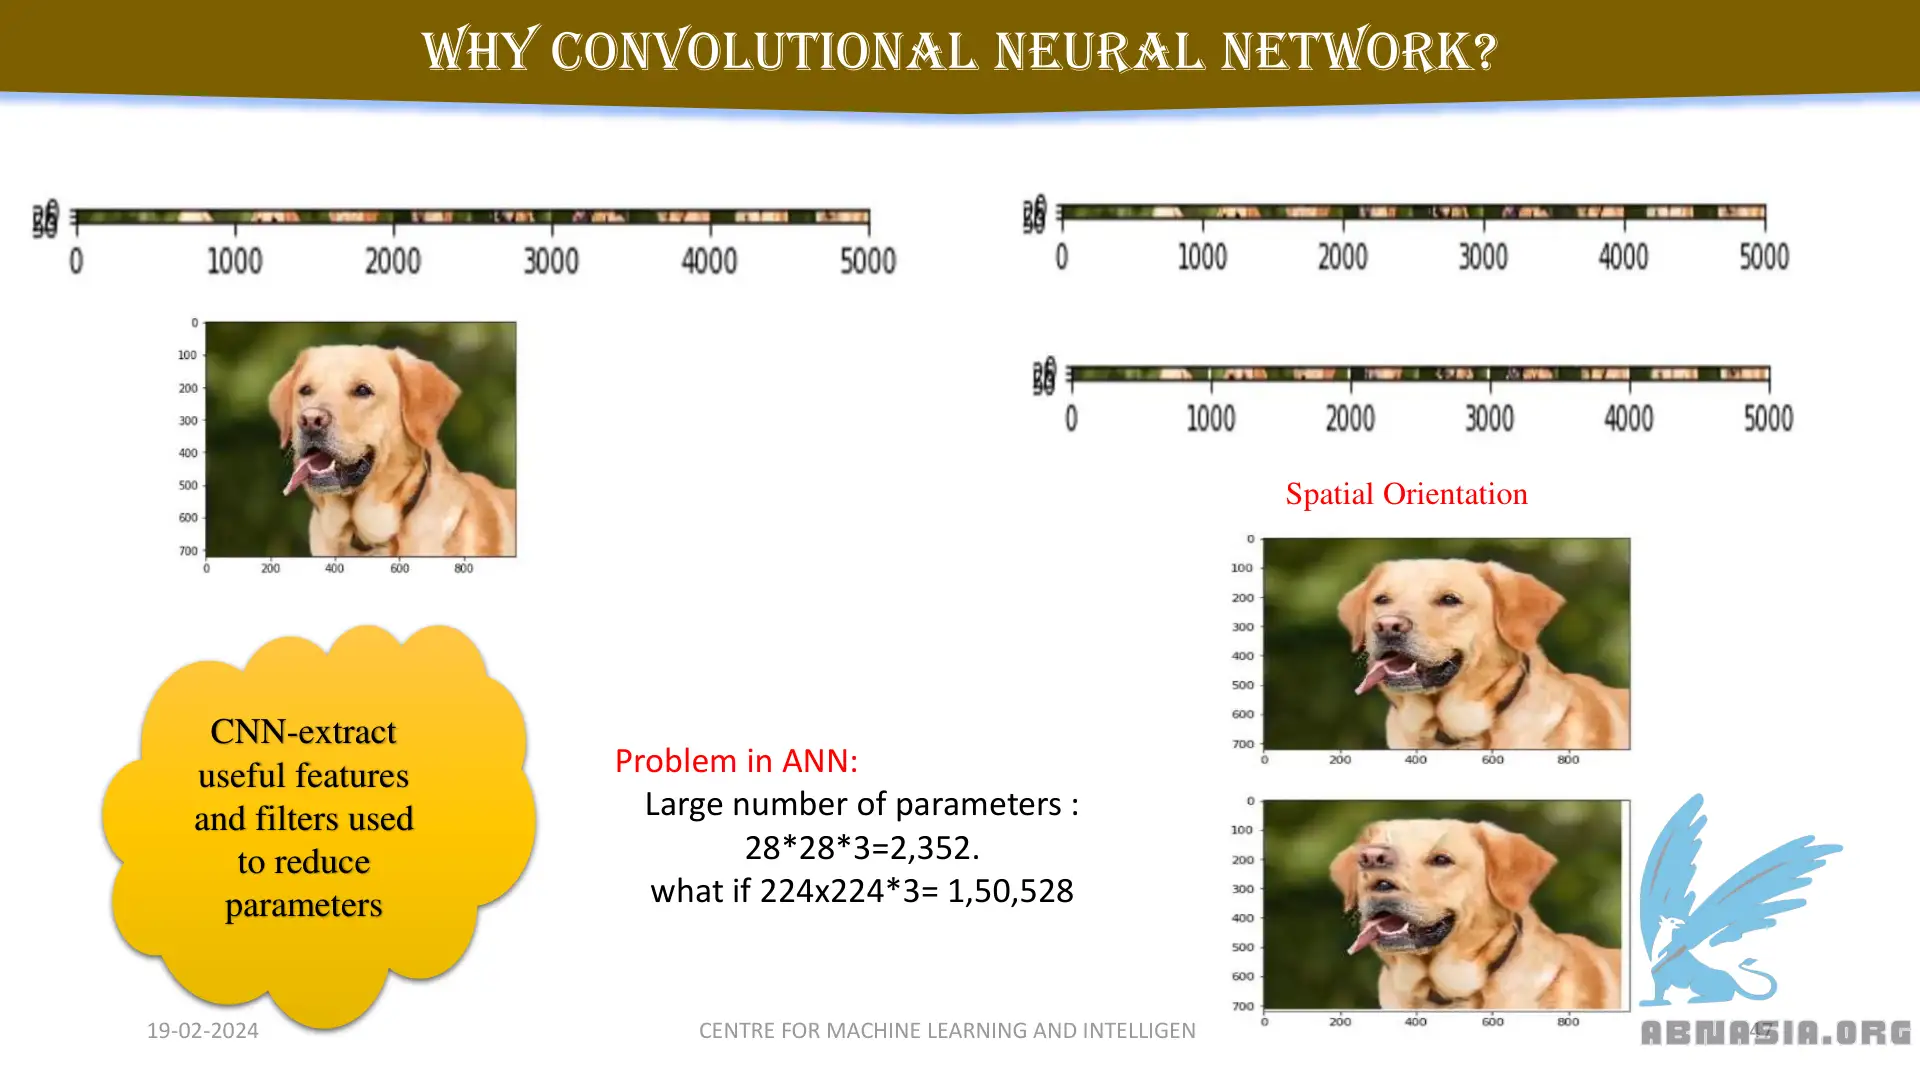 WHY CONVOLUTIONAL NEURAL NETWORK?
0 1000 2000 3000 4000 5000
0 1000 2000 3000 4000 5000
0
100
200
300
400
500
600
700
0 200 400 600 800
0 1000 2000 3000 4000 5000
Spatial Orientation
0
100
200
300
400
500
600
700
0 200 400 600 800
CNN-extract
useful features
and filters used
to reduce
parameters
Problem in ANN:
Large number of parameters :
28*28*3=2,352.
what if 224x224*3= 1,50,528
0
100
200
300
400
500
600
700
0 200 400 600 800
19-02-2024
CENTRE FOR MACHINE LEARNING AND INTELLIGEN
47
ABNASIA.ORG